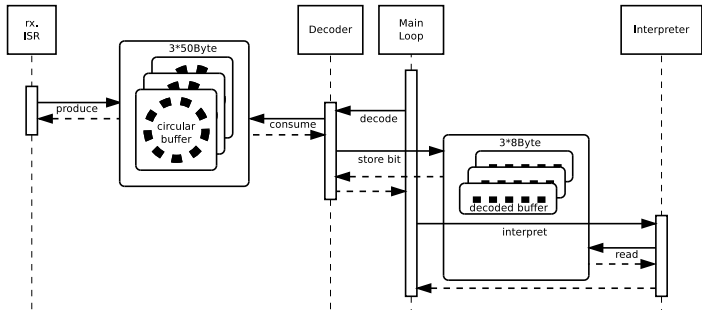 rx.
ISR
Decoder
Main
Loop
Interpreter
3*50Byte
produce
circular
buffer
consume
decode
store bit
3*8Byte
decoded buffer
interpret
read